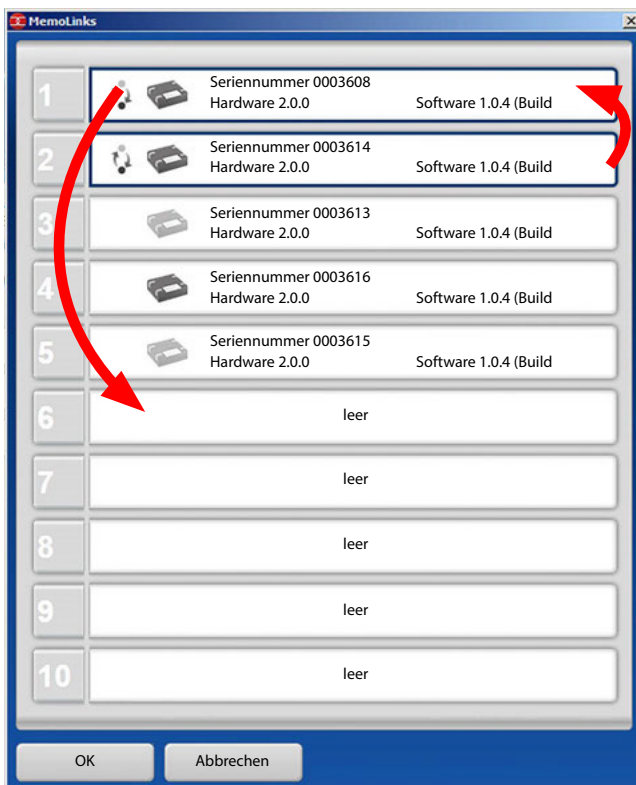 MemoLinks
1
Seriennummer 0003608
Hardware 2.0.0 Software 1.0.4 (Build
2
Seriennummer 0003614
Hardware 2.0.0 Software 1.0.4 (Build
3
Seriennummer 0003613
Hardware 2.0.0 Software 1.0.4 (Build
4
Seriennummer 0003616
Hardware 2.0.0 Software 1.0.4 (Build
5
Seriennummer 0003615
Hardware 2.0.0 Software 1.0.4 (Build
6
leer
7
leer
8
leer
9
leer
10
leer
OK Abbrechen